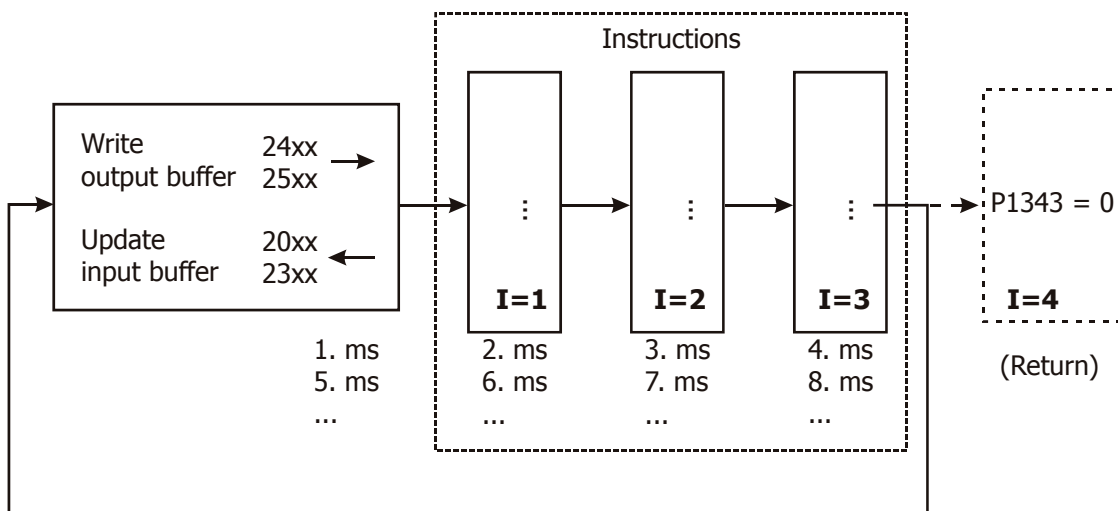 Instructions
Write
output buffer
24xx
25xx
Update
input buffer
20xx
23xx
⋮
⋮
⋮
I=1
I=2
I=3
P1343 = 0
I=4
(Return)
1. ms
5. ms
...
2. ms
6. ms
...
3. ms
7. ms
...
4. ms
8. ms
...